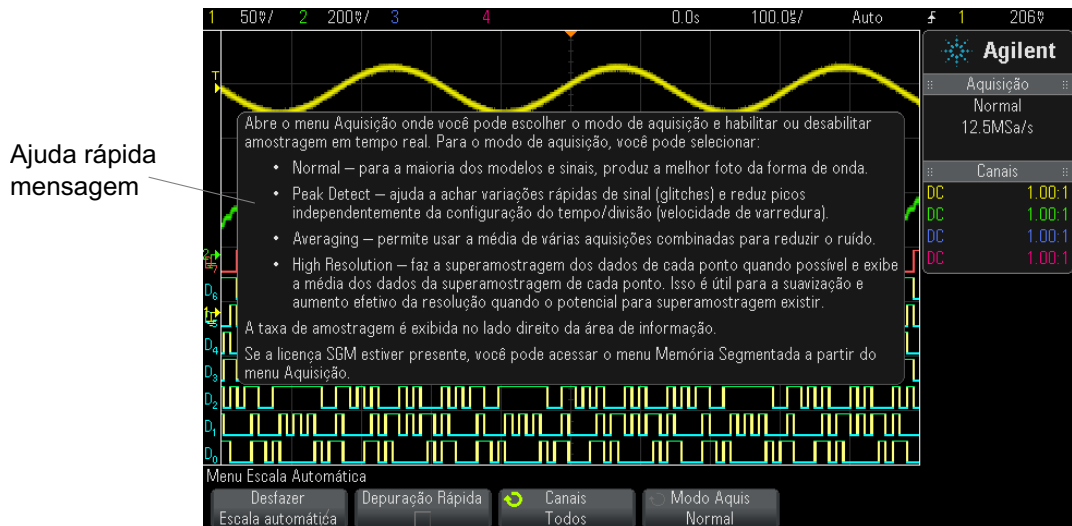 1 50V/ 2 200V/ 3 4 0.0s 100.0s/ Auto 1 206V
Agilent
Aquisição
Normal
12.5MSa/s
Canais
DC 1.00:1
DC 1.00:1
DC 1.00:1
DC 1.00:1
Ajuda rápida
mensagem
T
Abre o menu Aquisição onde você pode escolher o modo de aquisição e habilitar ou desabilitar
amostragem em tempo real. Para o modo de aquisição, você pode selecionar:
• Normal – para a maioria dos modelos e sinais, produz a melhor foto da forma de onda.
• Peak Detect – ajuda a achar variações rápidas de sinal (glitches) e reduz picos
independentemente da configuração do tempo/divisão (velocidade de varredura).
• Averaging – permite usar a média de várias aquisições combinadas para reduzir o ruído.
• High Resolution – faz a superamostragem dos dados de cada ponto quando possível e exibe
a média dos dados da superamostragem de cada ponto. Isso é útil para a suavização e
aumento efetivo da resolução quando o potencial para superamostragem existir.
A taxa de amostragem é exibida no lado direito da área de informação.
Se a licença SGM estiver presente, você pode acessar o menu Memória Segmentada a partir do
menu Aquisição.
D6
D4
D3
D2
D1
D0
Menu Escala Automática
Desfazer
Escala automática
Depuração Rápida
Canais
Todos
Modo Aquis
Normal